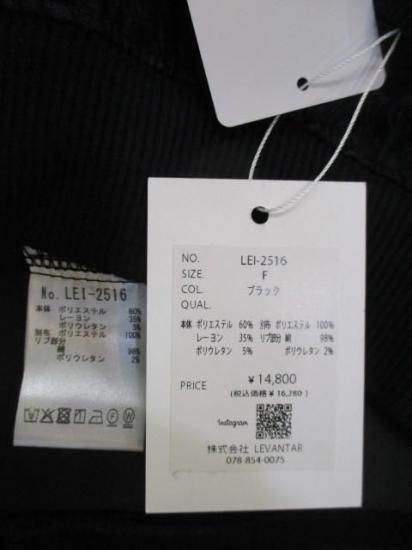 No. LEI-2516
本体 ポリエステル 60%
レーヨン 35%
ポリウレタン 5%
別布 ポリエステル 100%
リブ部分
綿 98%
ポリウレタン 2%
NO. LEI-2516
SIZE. F
COL. ブラック
QUAL.
本体 ポリエステル 60% 別布 ポリエステル 100%
レーヨン 35% リブ部分 綿 98%
ポリウレタン 5% ポリウレタン 2%
PRICE ¥ 14,800
(税込価格 ¥ 16,280)
Instagram
株式会社 LEVANTAR
078-854-0075